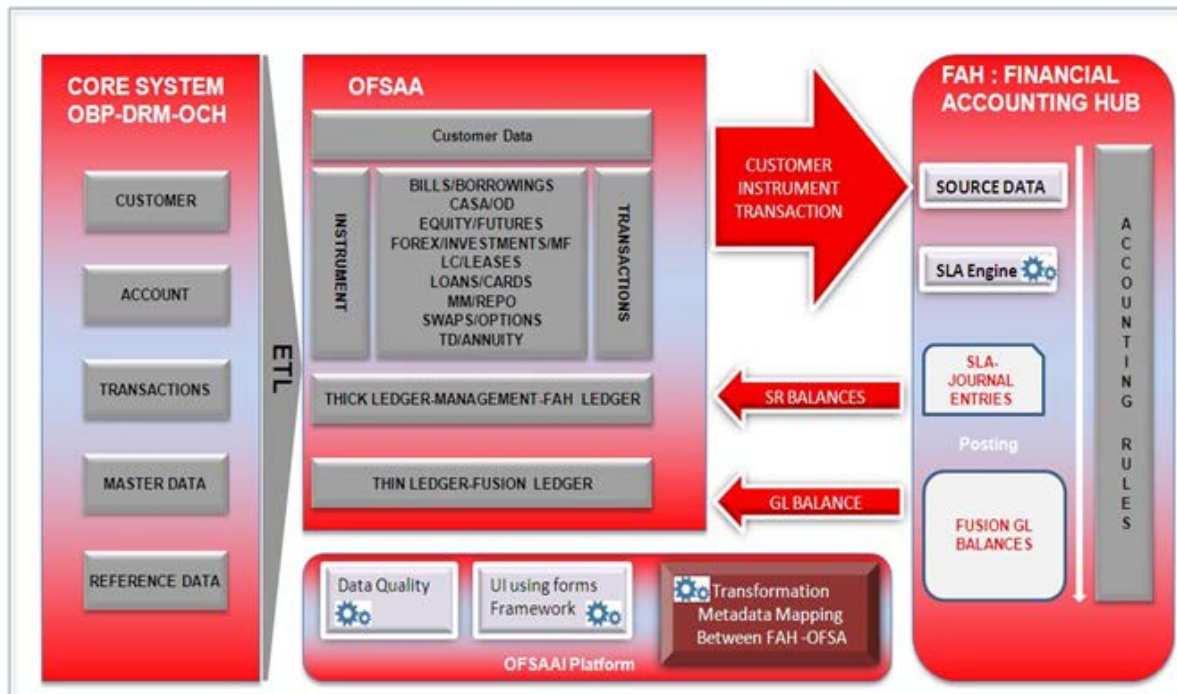 CORE SYSTEM
OBP-DRM-OCH
CUSTOMER
ACCOUNT
TRANSACTIONS
MASTER DATA
REFERENCE DATA
ETL
OFSAA
Customer Data
INSTRUMENT
BILLS/BORROWINGS
CASA/OD
EQUITY/FUTURES
FOREX/INVESTMENTS/MF
LC/LEASES
LOANS/CARDS
MM/REPO
SWAPS/OPTIONS
TD/ANNUITY
TRANSACTIONS
THICK LEDGER-MANAGEMENT-FAH LEDGER
THIN LEDGER-FUSION LEDGER
CUSTOMER
INSTRUMENT
TRANSACTION
SR BALANCES
GL BALANCE
FAH : FINANCIAL
ACCOUNTING HUB
SOURCE DATA
SLA Engine
SLA-
JOURNAL
ENTRIES
Posting
FUSION GL
BALANCES
ACCOUNTING RULES
Data Quality
UI using forms
Framework
Transformation
Metadata Mapping
Between FAH -OFSA
OFSAAI Platform